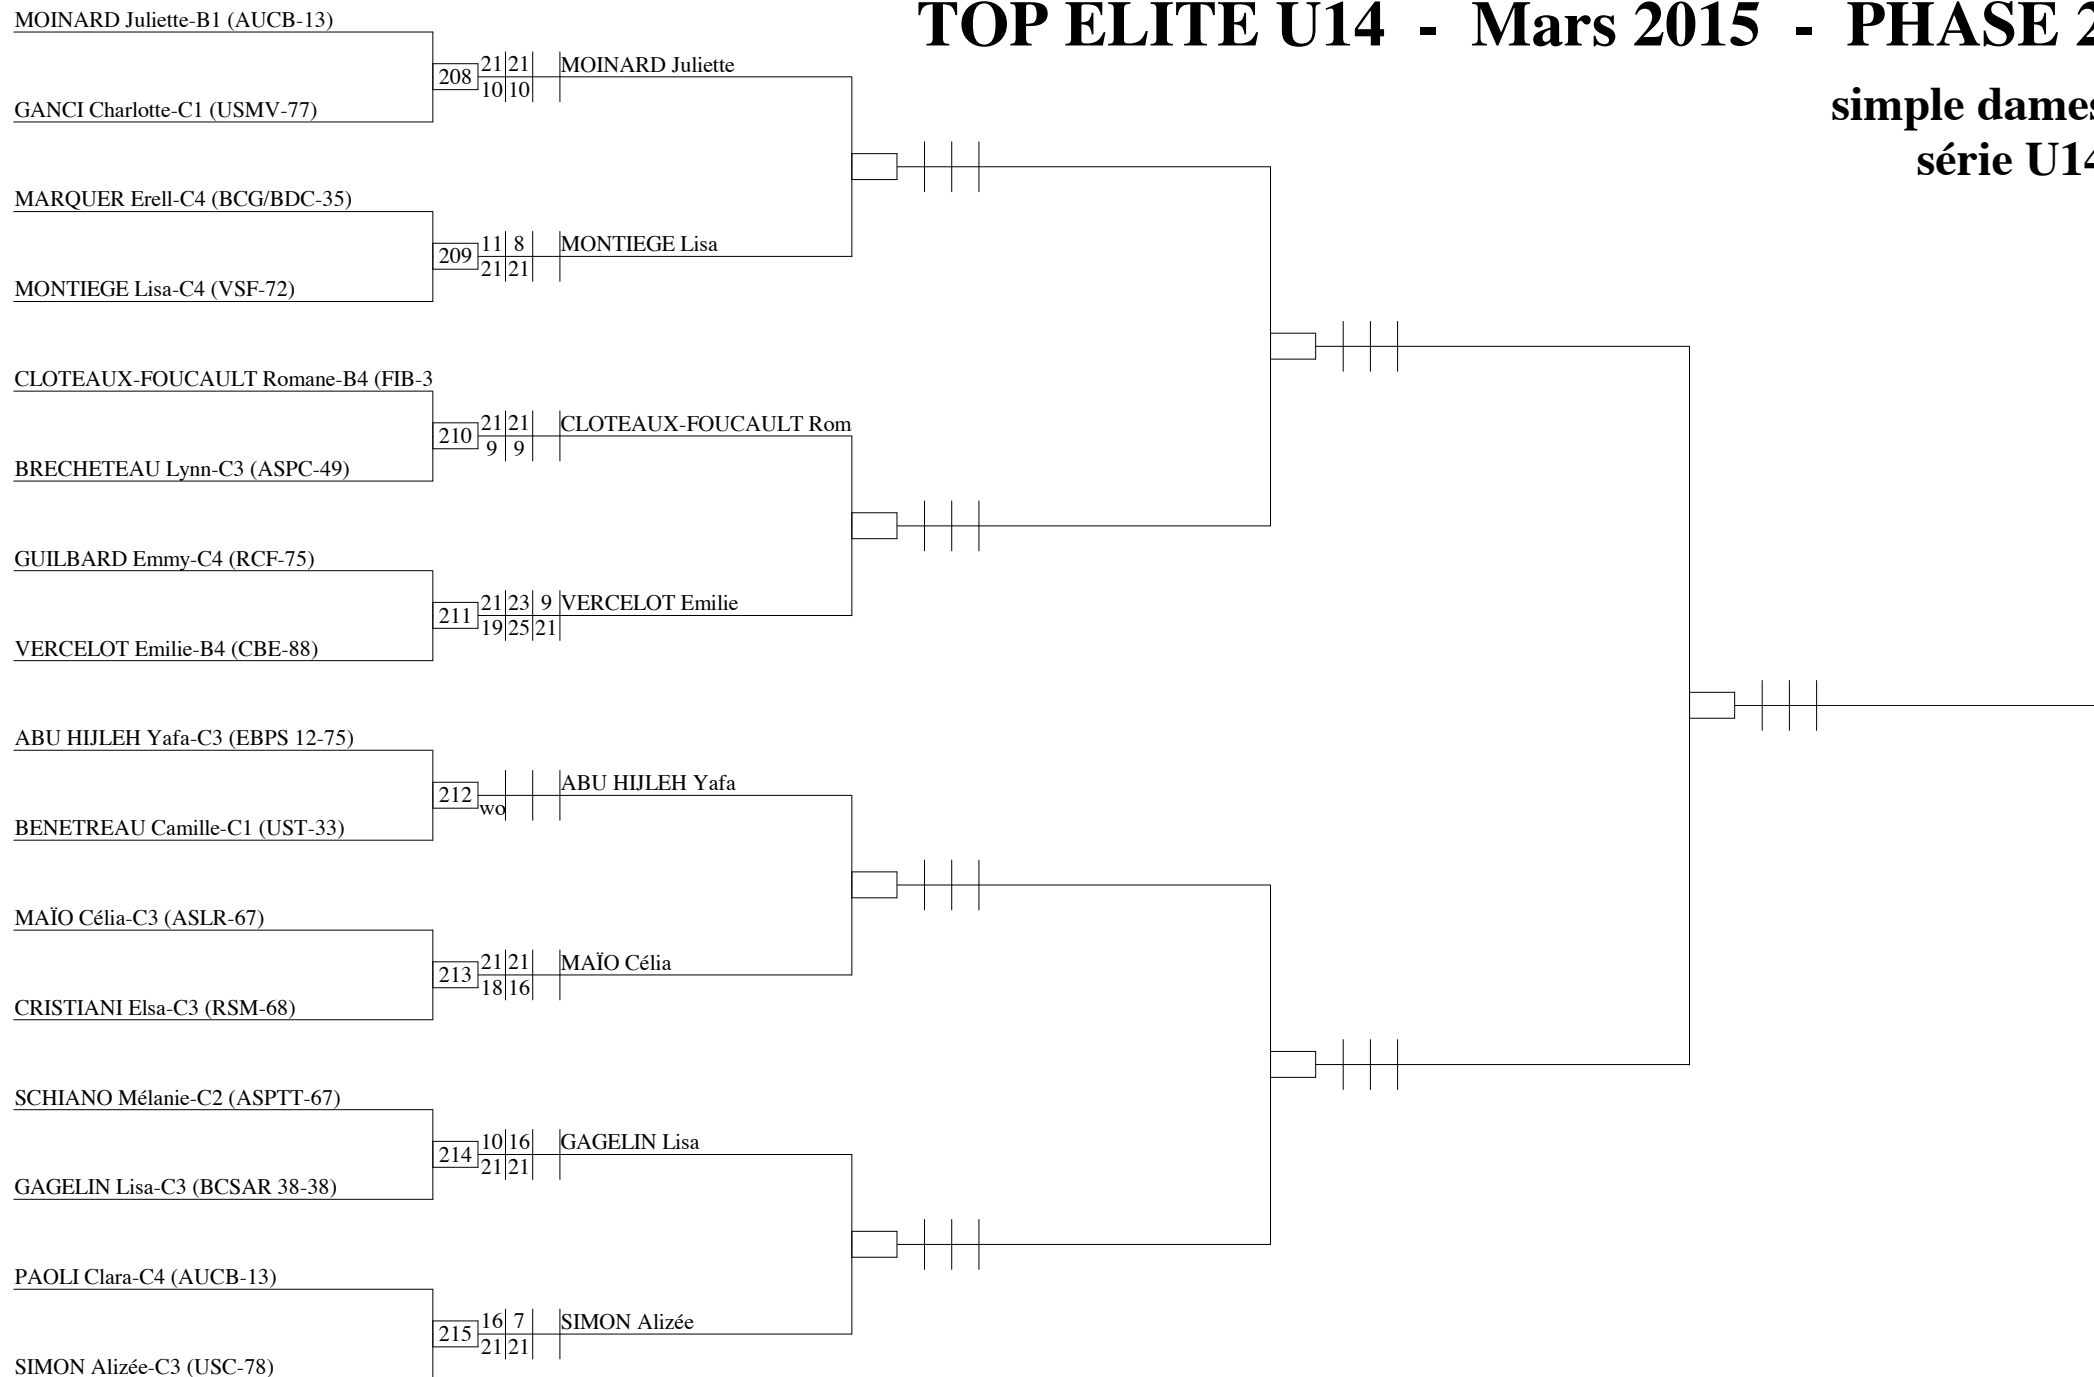 TOP ELITE U14 - Mars 2015 - PHASE 2
simple dames
série U14
MOINARD Juliette-B1 (AUCB-13)
208 21 21 MOINARD Juliette
10 10
GANCI Charlotte-C1 (USMV-77)
MARQUER Erell-C4 (BCG/BDC-35)
209 11 8 MONTIEGE Lisa
21 21
MONTIEGE Lisa-C4 (VSF-72)
CLOTEAUX-FOUCAULT Romane-B4 (FIB-3
210 21 21 CLOTEAUX-FOUCAULT Rom
9 9
BRECHETEAU Lynn-C3 (ASPC-49)
GUILBARD Emmy-C4 (RCF-75)
211 21 23 9 VERCELOT Emilie
19 25 21
VERCELOT Emilie-B4 (CBE-88)
ABU HIJLEH Yafa-C3 (EBPS 12-75)
212 ABU HIJLEH Yafa
wo
BENETREAU Camille-C1 (UST-33)
MAÏO Célia-C3 (ASLR-67)
213 21 21 MAÏO Célia
18 16
CRISTIANI Elsa-C3 (RSM-68)
SCHIANO Mélanie-C2 (ASPTT-67)
214 10 16 GAGELIN Lisa
21 21
GAGELIN Lisa-C3 (BCSAR 38-38)
PAOLI Clara-C4 (AUCB-13)
215 16 7 SIMON Alizée
21 21
SIMON Alizée-C3 (USC-78)